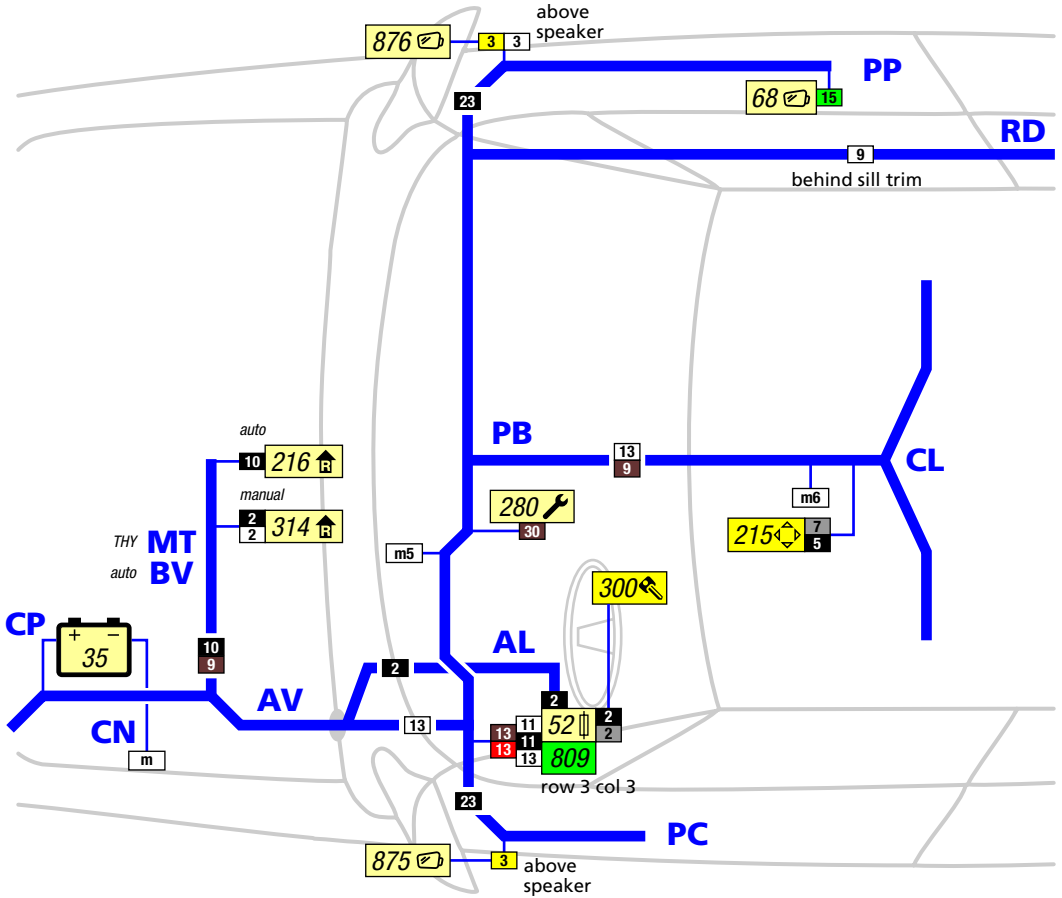 above
speaker
876
3 3
PP
68
15
23
RD
9
behind sill trim
auto
10 216 R
manual
2
2
314 R
PB
13
9
CL
m6
280
30
215
7
5
THY MT
auto BV
m5
300
CP
+ −
35
10
9
AL
2
2
AV
CN
m
13
13
13
11
11
13
52
2
2
809
row 3 col 3
23
PC
875
3
above
speaker